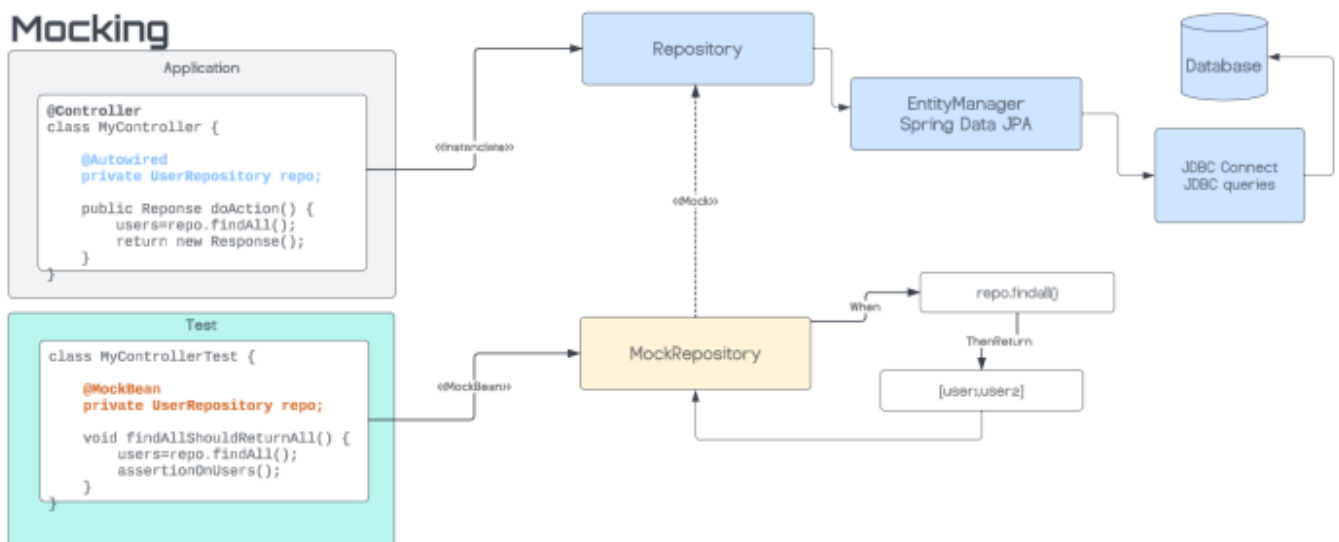 Mocking
Application
@Controller
class MyController {
@Autowired
private UserRepository repo;
public Reponse doAction() {
users=repo.findAll();
return new Response();
}
}
Test
class MyControllerTest {
@MockBean
private UserRepository repo;
void findAllShouldReturnAll() {
users=repo.findAll();
assertionOnUsers();
}
}
<<Instanciate>>
Repository
EntityManager
Spring Data JPA
Database
JDBC Connect
JDBC queries
<<Mock>>
<<MockBean>>
MockRepository
When
repo.findall()
ThenReturn
[user1,user2]